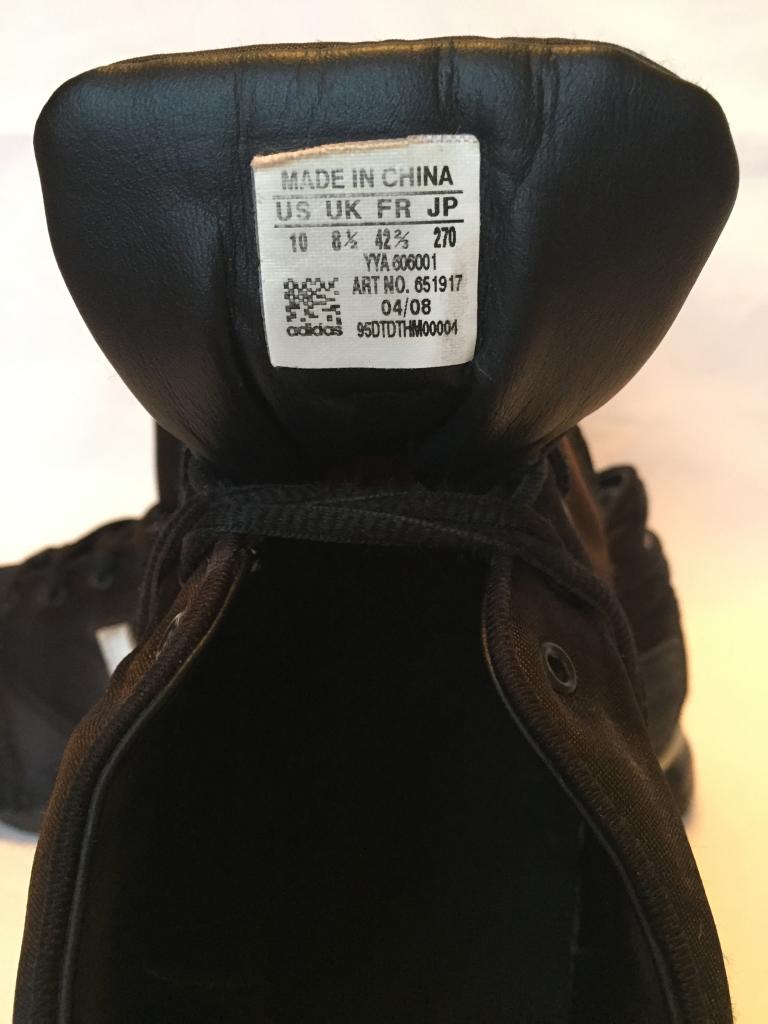 MADE IN CHINA
US UK FR JP
10 8½ 42⅔ 270
YYA 606001
ART NO. 651917
04/08
adidas 95DTDTHM00004